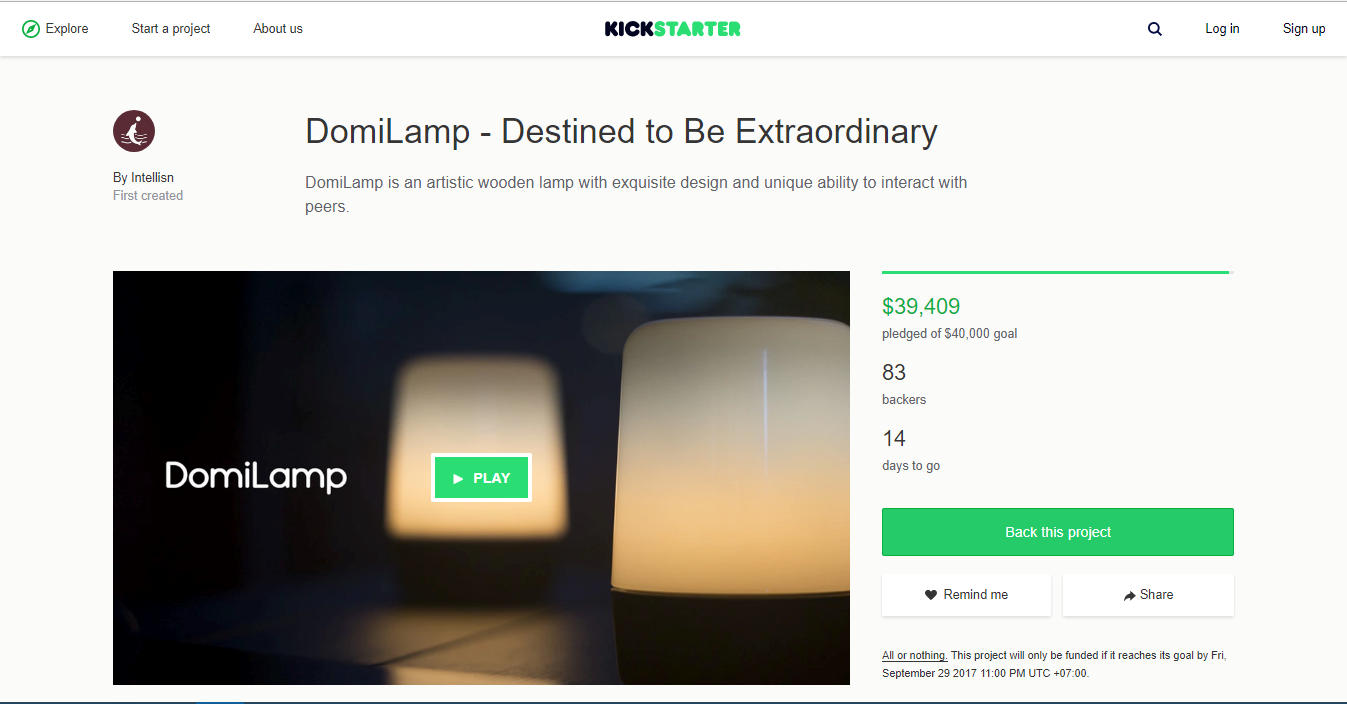 Explore
Start a project
About us
KICKSTARTER
Log in
Sign up
By Intellisn
First created
DomiLamp - Destined to Be Extraordinary
DomiLamp is an artistic wooden lamp with exquisite design and unique ability to interact with
peers.
DomiLamp
PLAY
$39,409
pledged of $40,000 goal
83
backers
14
days to go
Back this project
Remind me
Share
All or nothing. This project will only be funded if it reaches its goal by Fri,
September 29 2017 11:00 PM UTC +07:00.